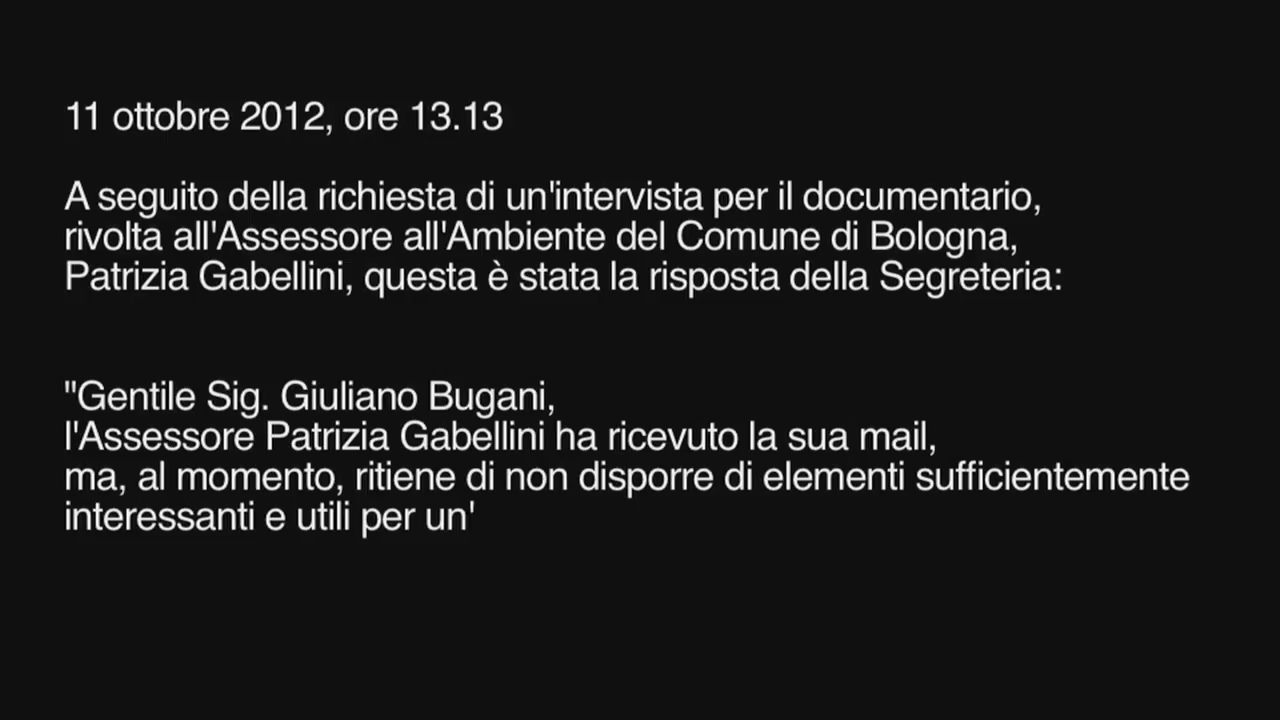 11 ottobre 2012, ore 13.13
A seguito della richiesta di un'intervista per il documentario,
rivolta all'Assessore all'Ambiente del Comune di Bologna,
Patrizia Gabellini, questa è stata la risposta della Segreteria:
"Gentile Sig. Giuliano Bugani,
l'Assessore Patrizia Gabellini ha ricevuto la sua mail,
ma, al momento, ritiene di non disporre di elementi sufficientemente
interessanti e utili per un'